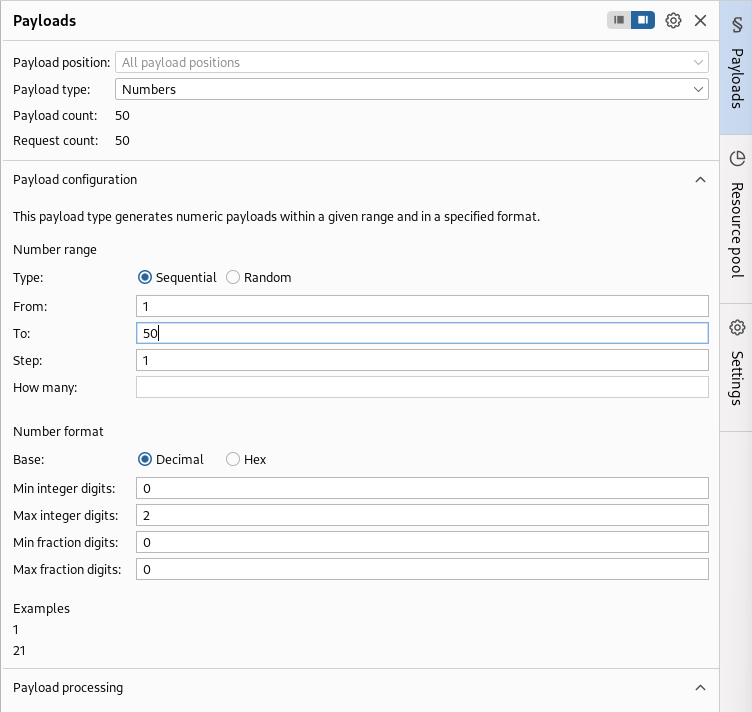 Payloads
Payload position: All payload positions
Payload type: Numbers
Payload count: 50
Request count: 50
Payload configuration
This payload type generates numeric payloads within a given range and in a specified format.
Number range
Type: Sequential Random
From: 1
To: 50
Step: 1
How many:
Number format
Base: Decimal Hex
Min integer digits: 0
Max integer digits: 2
Min fraction digits: 0
Max fraction digits: 0
Examples
1
21
Payload processing
Payloads
Resource pool
Settings